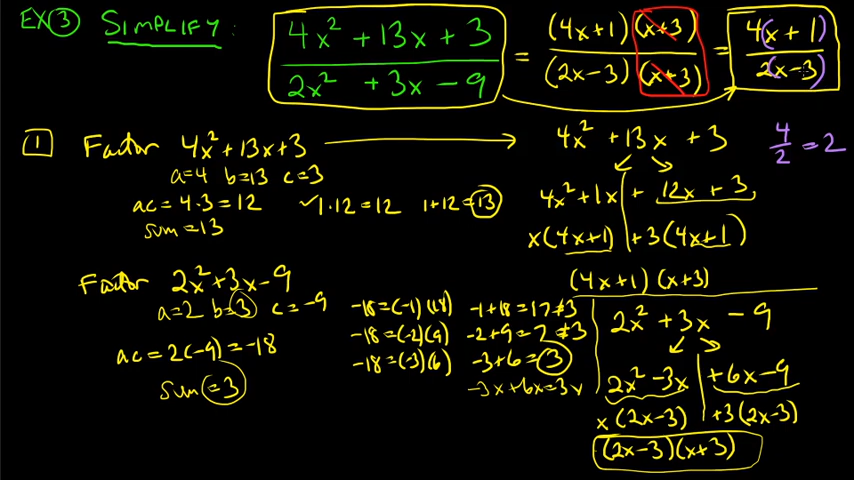 EX ③ SIMPLIFY:
4x² + 13x + 3 / 2x² + 3x - 9 = (4x+1)(x+3) / (2x-3)(x+3) = 4(x + 1) / 2(x-3)
4/2 = 2
1 Factor 4x² + 13x + 3 → 4x² + 13x + 3
a=4 b=13 c=3
ac = 4·3 = 12 ✓1·12 = 12 1+12 = 13
sum = 13
4x² + 1x + 12x + 3
x(4x+1) + 3(4x+1)
(4x+1)(x+3)
Factor 2x² + 3x - 9
a=2 b=3 c=-9
ac = 2(-9) = -18
sum = 3
-18 = (-1)(18) -1+18 = 17 ≠ 3
-18 = (-2)(9) -2+9 = 7 ≠ 3
-18 = (-3)(6) -3+6 = 3
-3x + 6x = 3x
2x² + 3x - 9
2x² - 3x + 6x - 9
x(2x-3) + 3(2x-3)
(2x-3)(x+3)